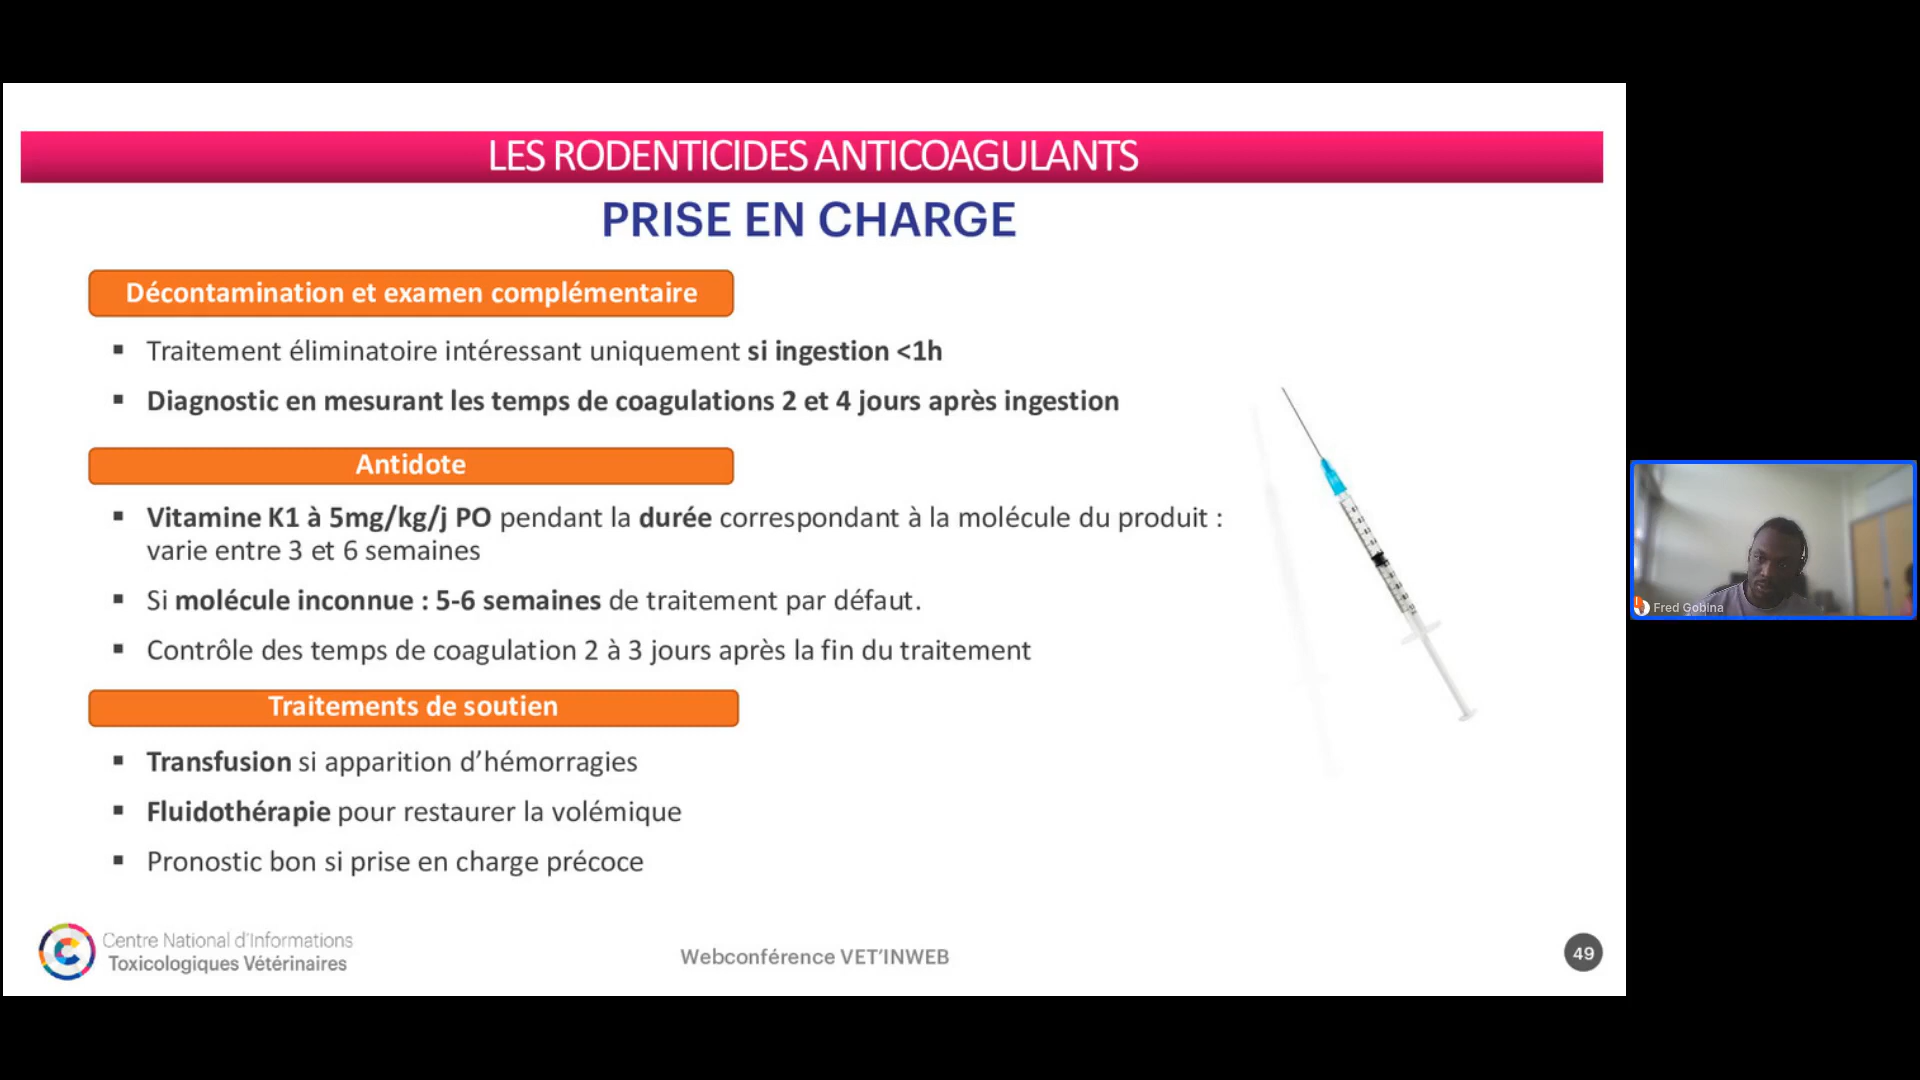 LES RODENTICIDES ANTICOAGULANTS
PRISE EN CHARGE
Décontamination et examen complémentaire
▪ Traitement éliminatoire intéressant uniquement si ingestion <1h
▪ Diagnostic en mesurant les temps de coagulations 2 et 4 jours après ingestion
Antidote
▪ Vitamine K1 à 5mg/kg/j PO pendant la durée correspondant à la molécule du produit :
varie entre 3 et 6 semaines
▪ Si molécule inconnue : 5-6 semaines de traitement par défaut.
▪ Contrôle des temps de coagulation 2 à 3 jours après la fin du traitement
Traitements de soutien
▪ Transfusion si apparition d’hémorragies
▪ Fluidothérapie pour restaurer la volémique
▪ Pronostic bon si prise en charge précoce
Centre National d'Informations
Toxicologiques Vétérinaires
Webconférence VET’INWEB
49
Fred Gobina